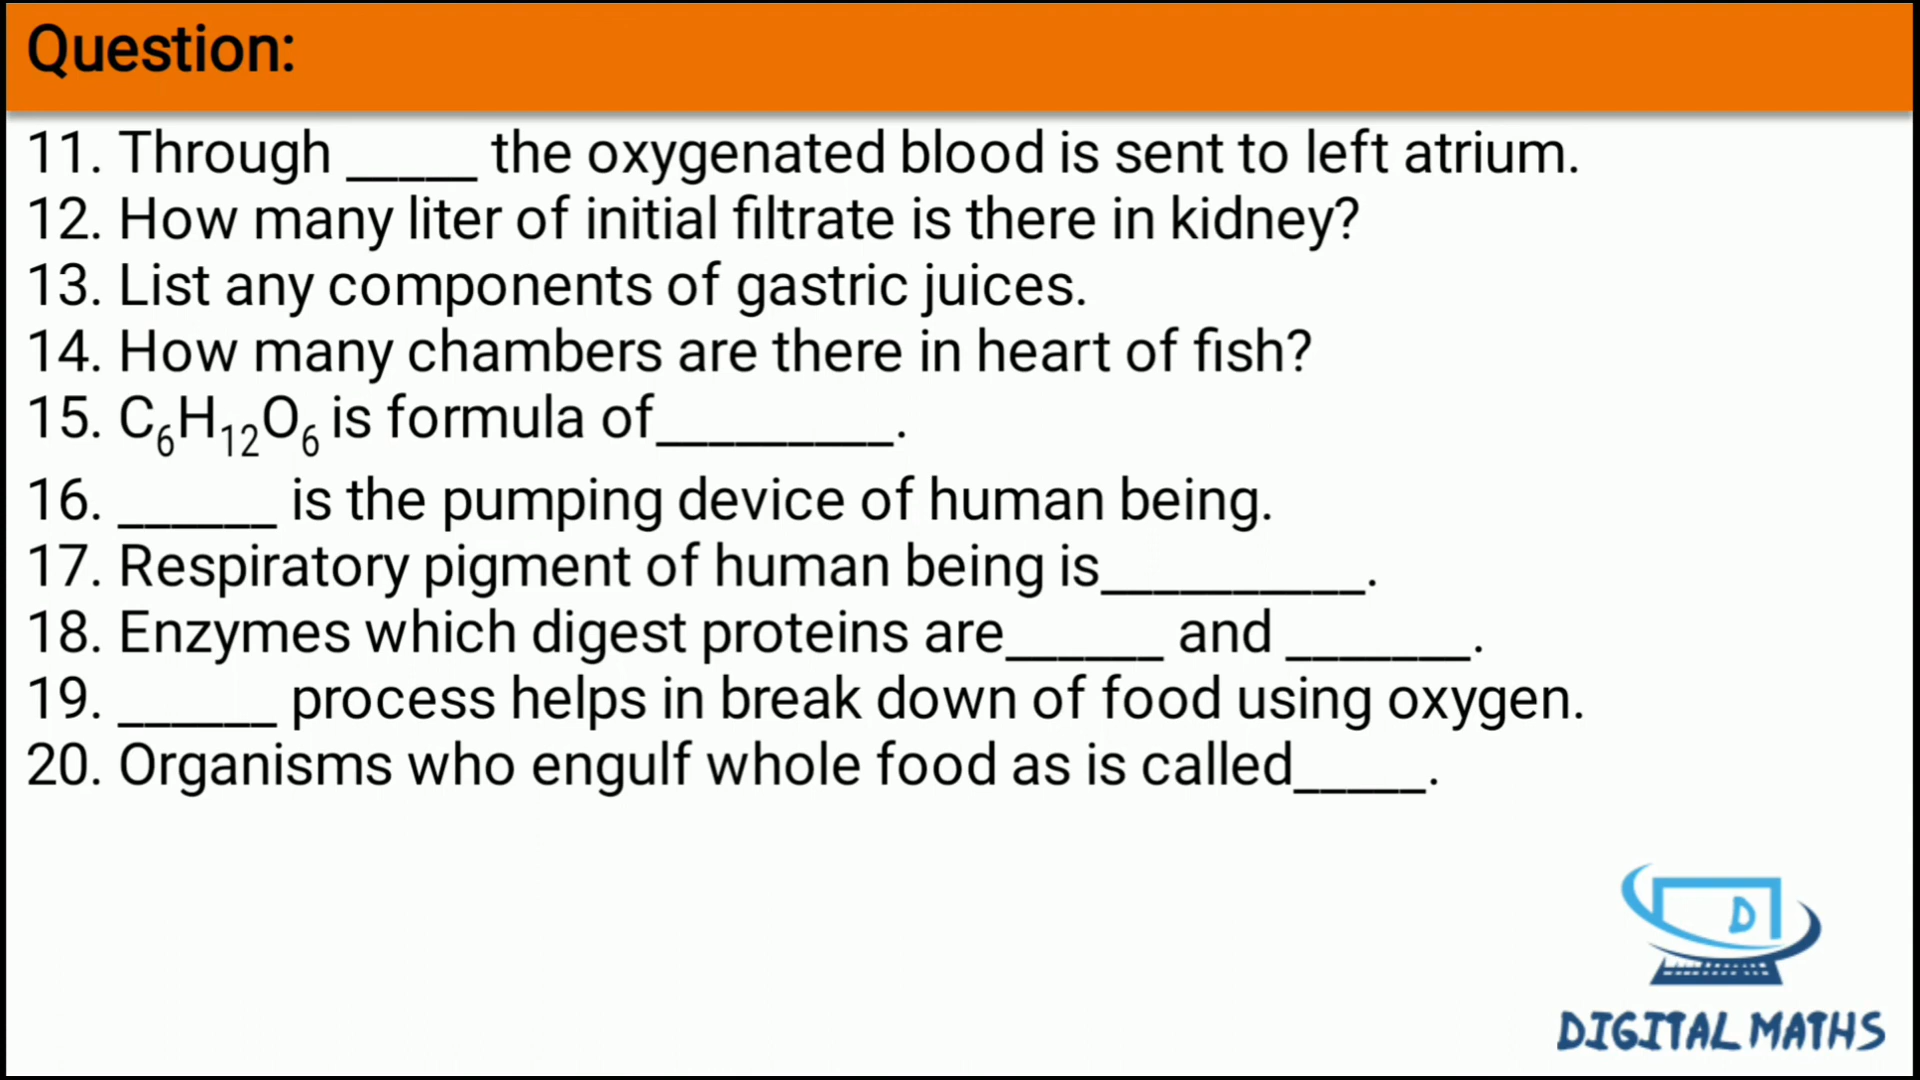 Question:
11. Through _____ the oxygenated blood is sent to left atrium.
12. How many liter of initial filtrate is there in kidney?
13. List any components of gastric juices.
14. How many chambers are there in heart of fish?
15. C₆H₁₂O₆ is formula of_________.
16. ______ is the pumping device of human being.
17. Respiratory pigment of human being is__________.
18. Enzymes which digest proteins are______ and _______.
19. ______ process helps in break down of food using oxygen.
20. Organisms who engulf whole food as is called_____.
D
DIGITAL MATHS